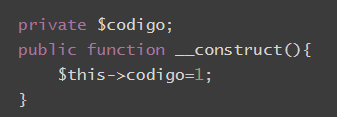 private $codigo;
public function __construct(){
    $this->codigo=1;
}